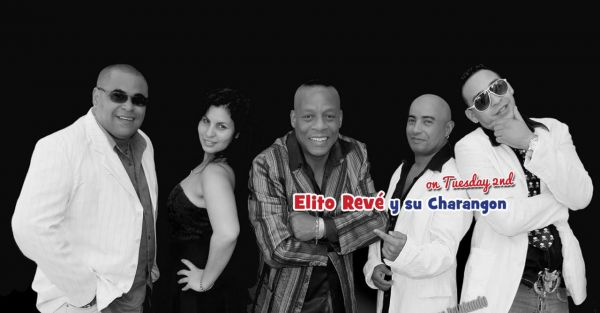 on Tuesday 2nd
Elito Revé y su Charangon